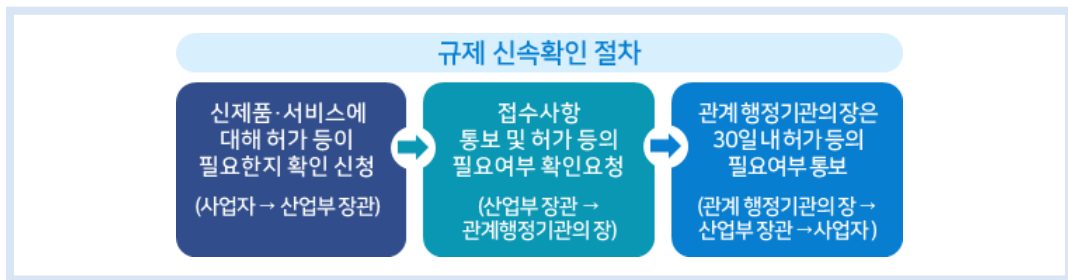 규제 신속확인 절차
신제품·서비스에
대해 허가 등이
필요한지 확인 신청
(사업자 → 산업부 장관)
접수사항
통보 및 허가 등의
필요여부 확인요청
(산업부 장관 →
관계행정기관의 장)
관계 행정기관의 장은
30일 내 허가 등의
필요여부 통보
(관계 행정기관의 장 →
산업부 장관 → 사업자)